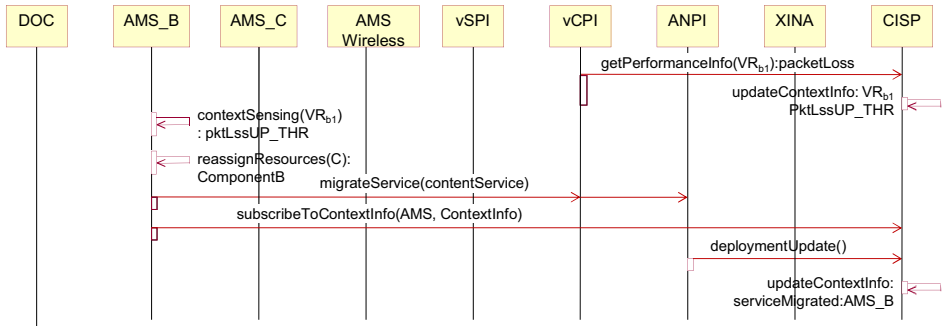 DOC
AMS_B
AMS_C
AMS
Wireless
vSPI
vCPI
ANPI
XINA
CISP
getPerformanceInfo(VRb1):packetLoss
updateContextInfo: VRb1
PktLssUP_THR
contextSensing(VRb1)
: pktLssUP_THR
reassignResources(C):
ComponentB
migrateService(contentService)
subscribeToContextInfo(AMS, ContextInfo)
deploymentUpdate()
updateContextInfo:
serviceMigrated:AMS_B